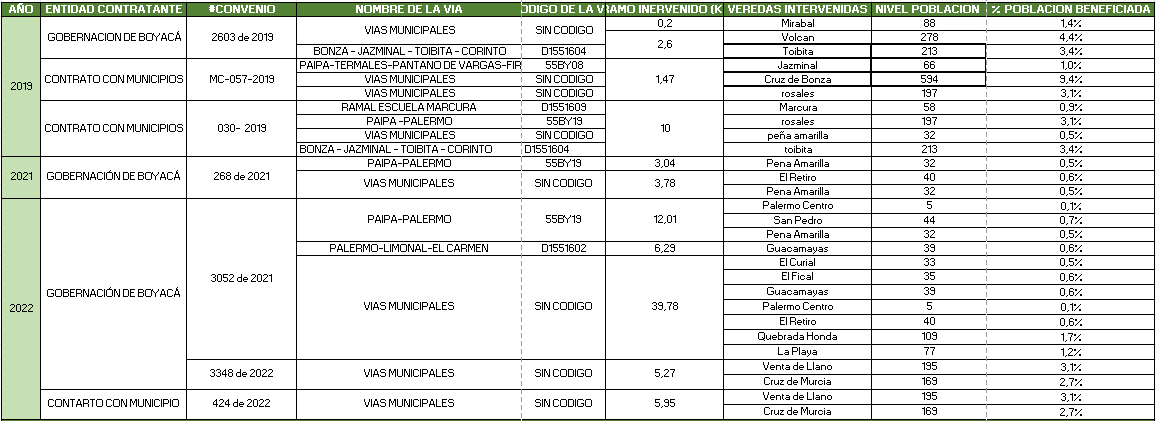 AÑO ENTIDAD CONTRATANTE #CONVENIO NOMBRE DE LA VIA ODIGO DE LA V RAMO INERVENIDO (K VEREDAS INTERVENIDAS NIVEL POBLACION % POBLACION BENEFICIADA
2019 GOBERNACION DE BOYACÁ 2603 de 2019 VIAS MUNICIPALES SIN CODIGO 0,2 Mirabal 88 1,4%
2,6 Volcan 278 4,4%
BONZA - JAZMINAL - TOIBITA - CORINTO D1551604 Toibita 213 3,4%
CONTRATO CON MUNICIPIOS MC-057-2019 PAIPA-TERMALES-PANTANO DE VARGAS-FIR 55BY08 1,47 Jazminal 66 1,0%
VIAS MUNICIPALES SIN CODIGO Cruz de Bonza 594 9,4%
VIAS MUNICIPALES SIN CODIGO rosales 197 3,1%
CONTRATO CON MUNICIPIOS 030- 2019 RAMAL ESCUELA MARCURA D1551609 10 Marcura 58 0,9%
PAIPA -PALERMO 55BY19 rosales 197 3,1%
VIAS MUNICIPALES SIN CODIGO peña amarilla 32 0,5%
BONZA - JAZMINAL - TOIBITA - CORINTO D1551604 toibita 213 3,4%
2021 GOBERNACIÓN DE BOYACÁ 268 de 2021 PAIPA-PALERMO 55BY19 3,04 Pena Amarilla 32 0,5%
VIAS MUNICIPALES SIN CODIGO 3,78 El Retiro 40 0,6%
Pena Amarilla 32 0,5%
2022 GOBERNACIÓN DE BOYACÁ 3052 de 2021 PAIPA-PALERMO 55BY19 12,01 Palermo Centro 5 0,1%
San Pedro 44 0,7%
Pena Amarilla 32 0,5%
PALERMO-LIMONAL-EL CARMEN D1551602 6,29 Guacamayas 39 0,6%
VIAS MUNICIPALES SIN CODIGO 39,78 El Curial 33 0,5%
El Fical 35 0,6%
Guacamayas 39 0,6%
Palermo Centro 5 0,1%
El Retiro 40 0,6%
Quebrada Honda 109 1,7%
La Playa 77 1,2%
3348 de 2022 VIAS MUNICIPALES SIN CODIGO 5,27 Venta de Llano 195 3,1%
Cruz de Murcia 169 2,7%
CONTARTO CON MUNICIPIO 424 de 2022 VIAS MUNICIPALES SIN CODIGO 5,95 Venta de Llano 195 3,1%
Cruz de Murcia 169 2,7%